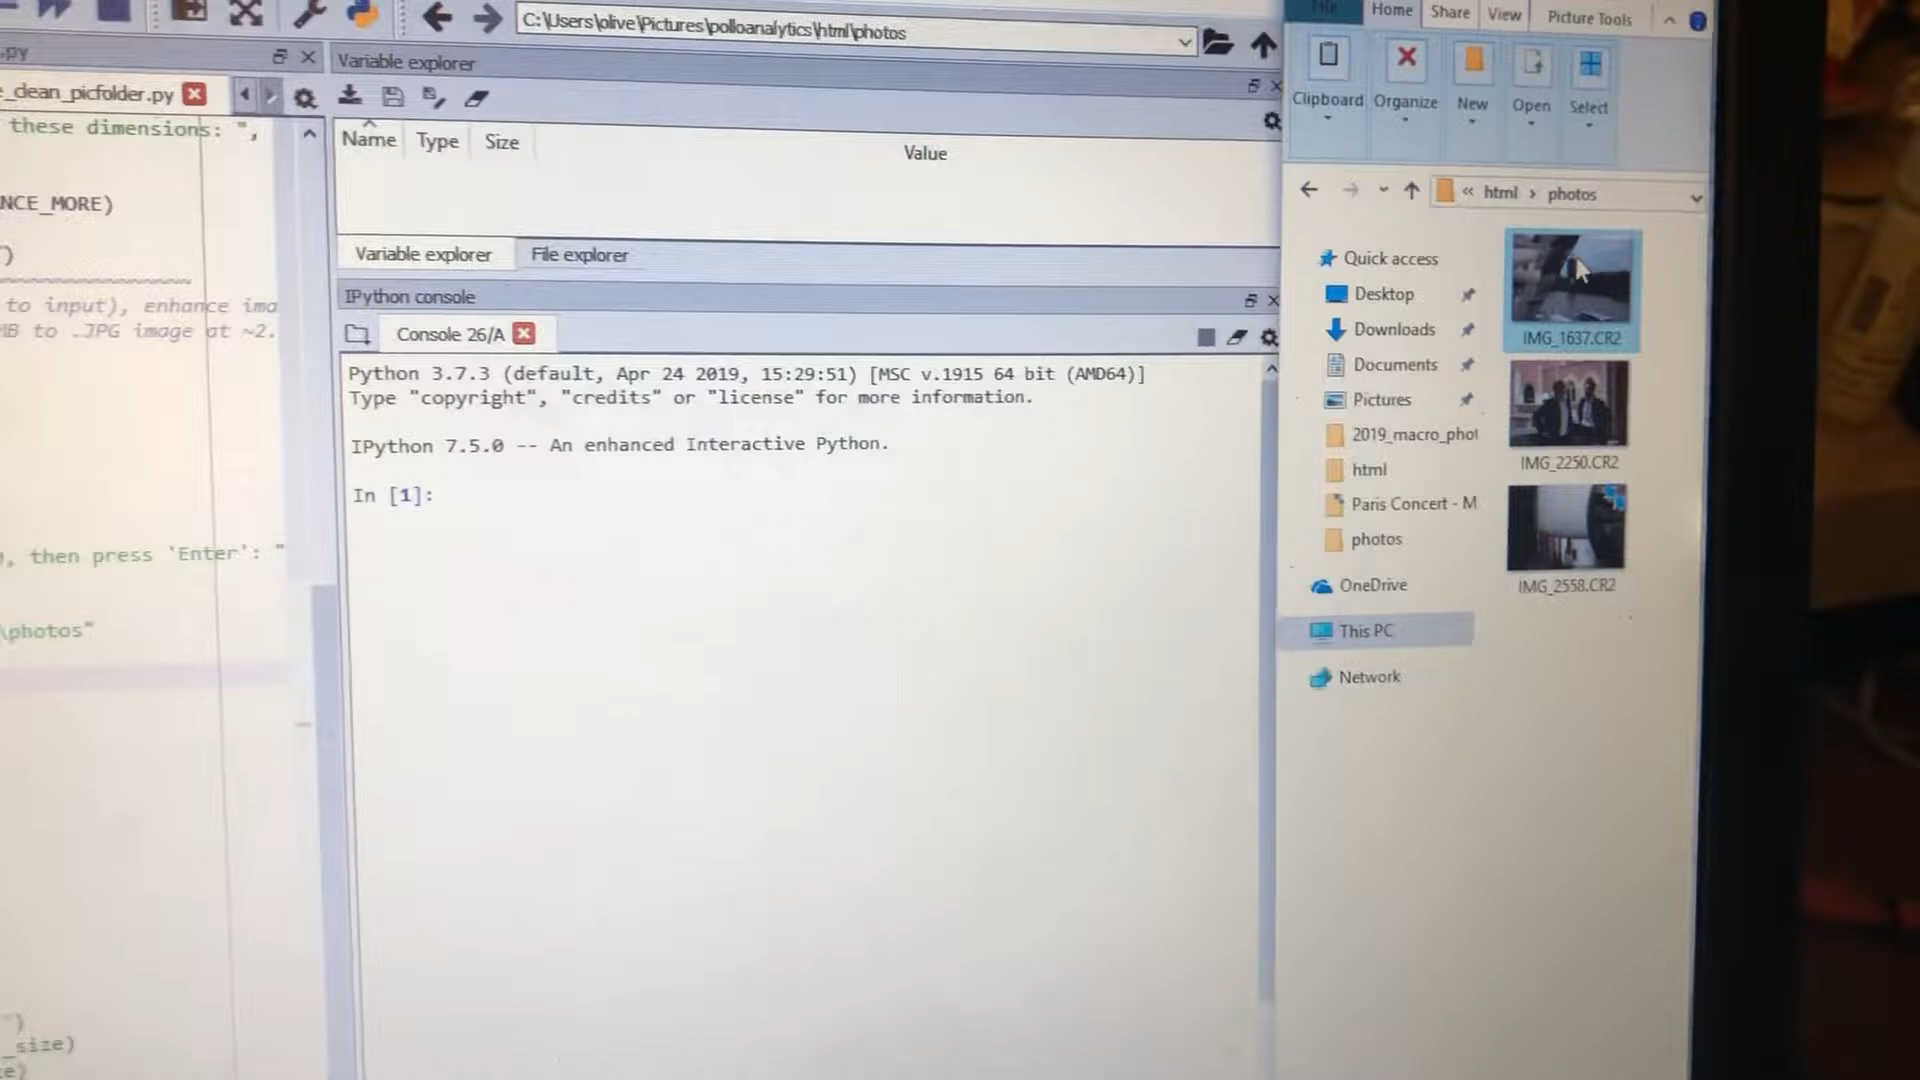 C:\Users\olive\Pictures\polloanalytics\html\photos
.py
_clean_picfolder.py
these dimensions: ",
NCE_MORE)
")
to input), enhance ima
MB to .JPG image at ~2.
, then press 'Enter': "
\photos"
")
_size)
Variable explorer
Name Type Size Value
Variable explorer File explorer
IPython console
Console 26/A
Python 3.7.3 (default, Apr 24 2019, 15:29:51) [MSC v.1915 64 bit (AMD64)]
Type "copyright", "credits" or "license" for more information.
IPython 7.5.0 -- An enhanced Interactive Python.
In [1]:
File Home Share View Picture Tools
Clipboard Organize New Open Select
« html › photos
Quick access
Desktop
Downloads
Documents
Pictures
2019_macro_phot
html
Paris Concert - M
photos
OneDrive
This PC
Network
IMG_1637.CR2
IMG_2250.CR2
IMG_2558.CR2